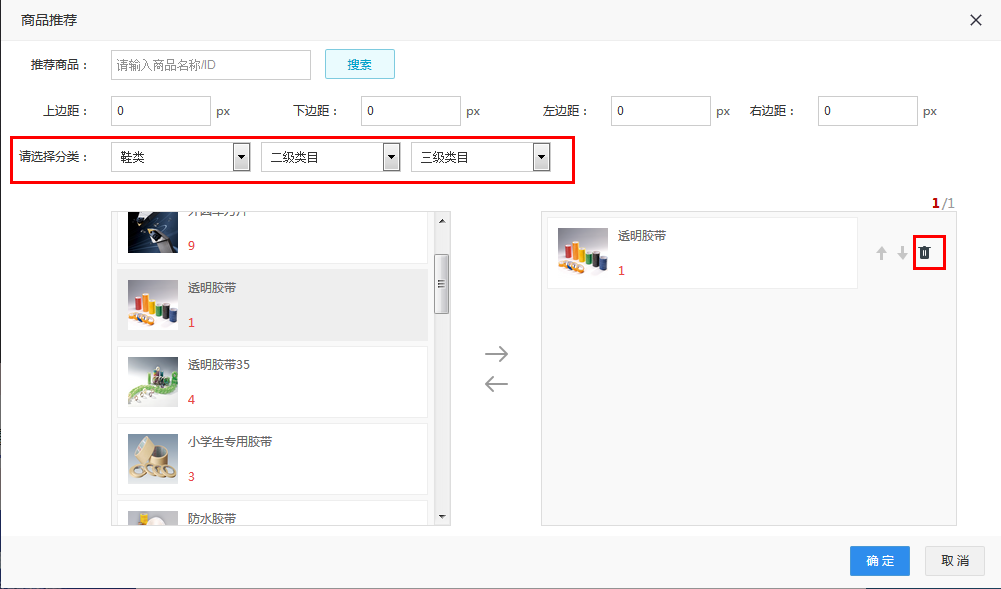 商品推荐
推荐商品： 请输入商品名称/ID 搜索
上边距： 0 px 下边距： 0 px 左边距： 0 px 右边距： 0 px
请选择分类： 鞋类 二级类目 三级类目
1/1
9
透明胶带
1
透明胶带35
4
小学生专用胶带
3
防水胶带
透明胶带
1
确 定 取 消